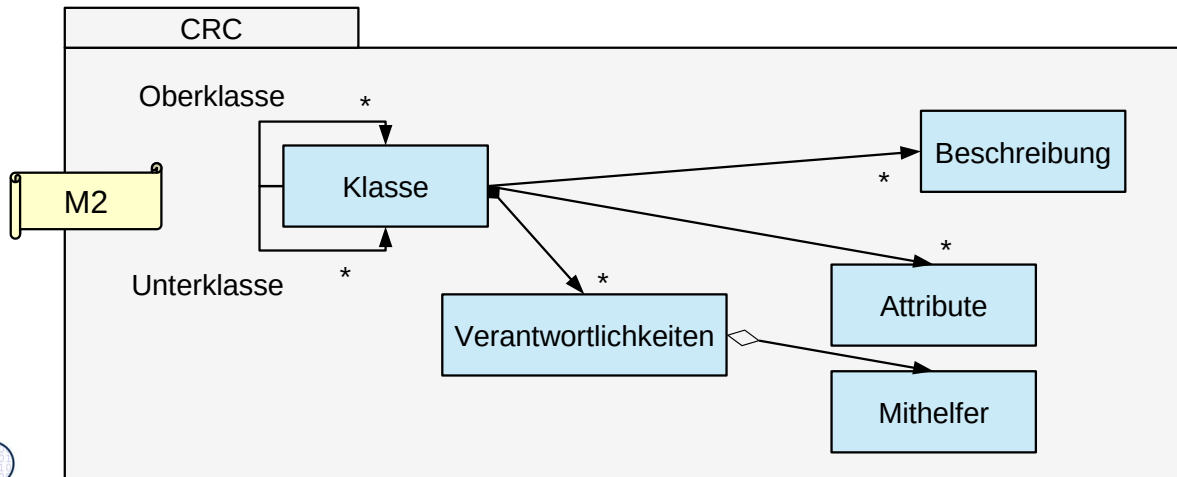 CRC
Oberklasse
*
Beschreibung
*
Klasse
M2
*
Unterklasse
*
*
Attribute
Verantwortlichkeiten
Mithelfer